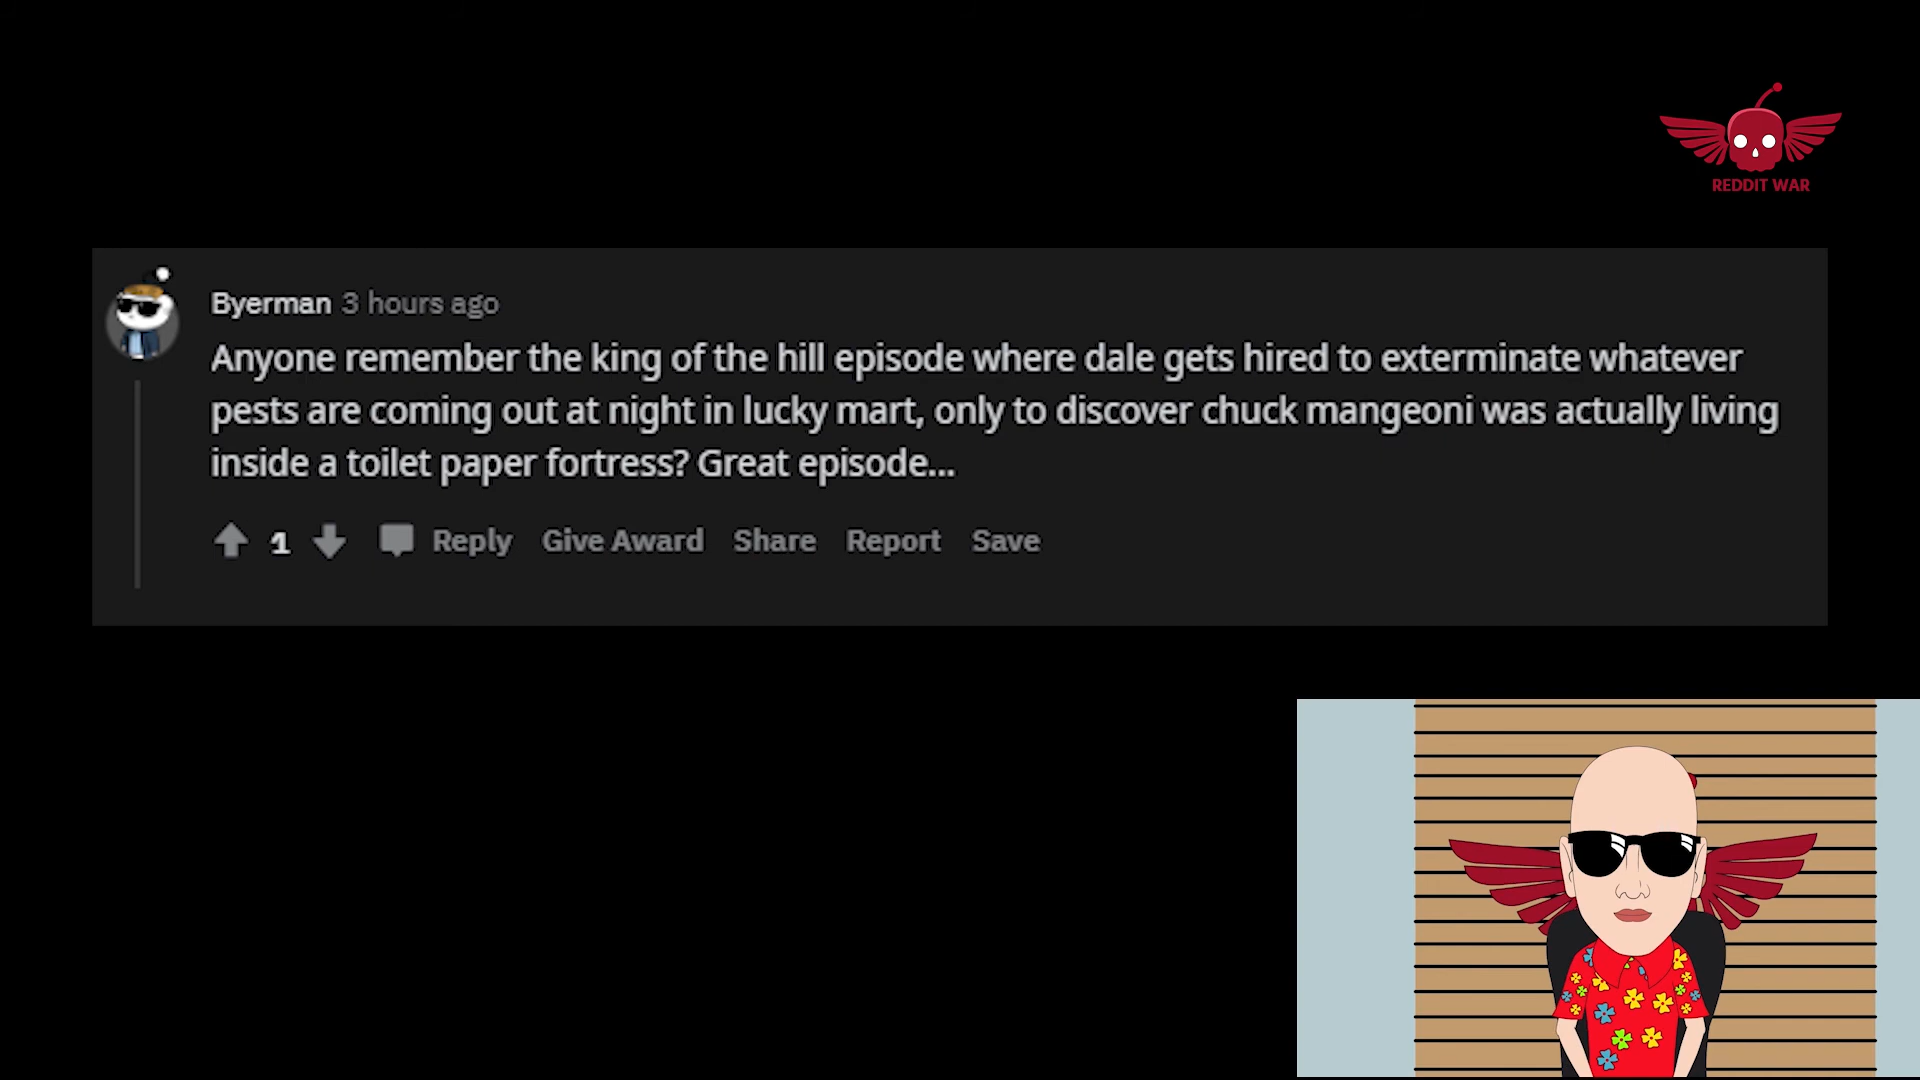 REDDIT WAR
Byerman 3 hours ago
Anyone remember the king of the hill episode where dale gets hired to exterminate whatever
pests are coming out at night in lucky mart, only to discover chuck mangeoni was actually living
inside a toilet paper fortress? Great episode...
1 Reply Give Award Share Report Save